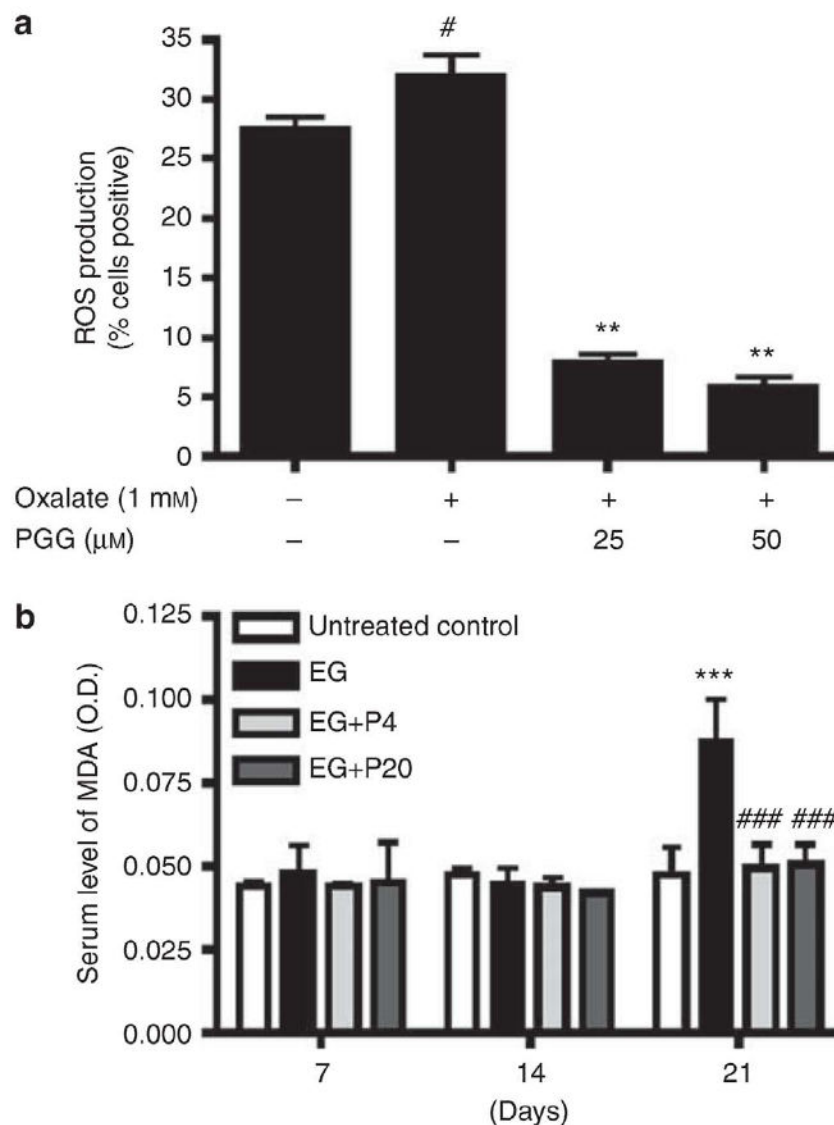 a
35
30
25
20
15
10
5
0
ROS production
(% cells positive)
#
**
**
Oxalate (1 mM) – + + +
PGG (μM) – – 25 50
b
0.125
0.100
0.075
0.050
0.025
0.000
Serum level of MDA (O.D.)
Untreated control
EG
EG+P4
EG+P20
***
### ###
7 14 21
(Days)